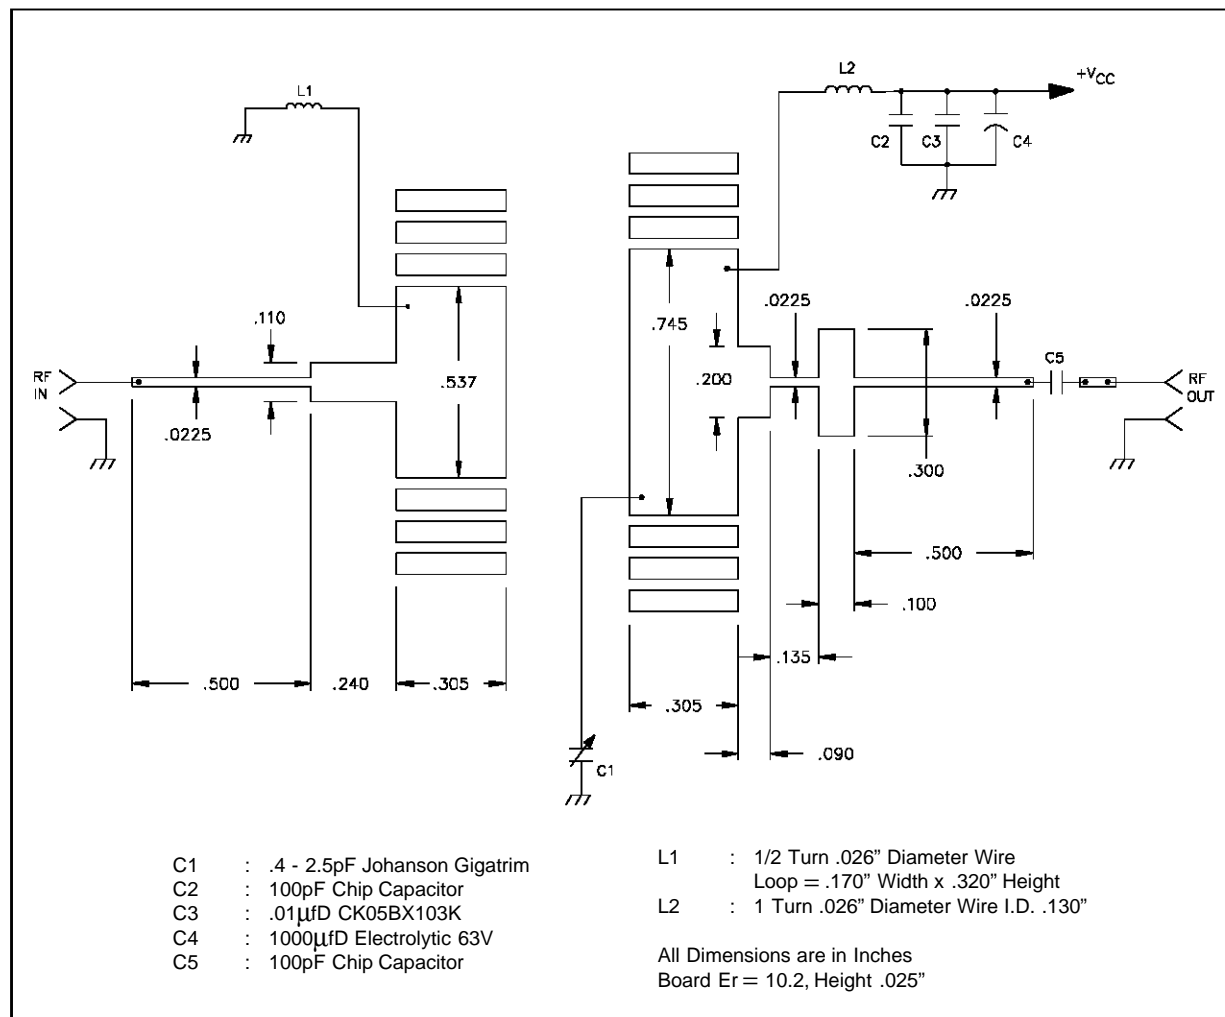 L1
L2
+VCC
C2
C3
C4
.110
.745
.0225
.0225
C5
RF
IN
.537
.200
RF
OUT
.0225
.300
.500
.100
.135
.500
.240
.305
.305
.090
C1
C1 : .4 - 2.5pF Johanson Gigatrim
C2 : 100pF Chip Capacitor
C3 : .01μfD CK05BX103K
C4 : 1000μfD Electrolytic 63V
C5 : 100pF Chip Capacitor
L1 : 1/2 Turn .026” Diameter Wire
Loop = .170” Width x .320” Height
L2 : 1 Turn .026” Diameter Wire I.D. .130”
All Dimensions are in Inches
Board Er = 10.2, Height .025”